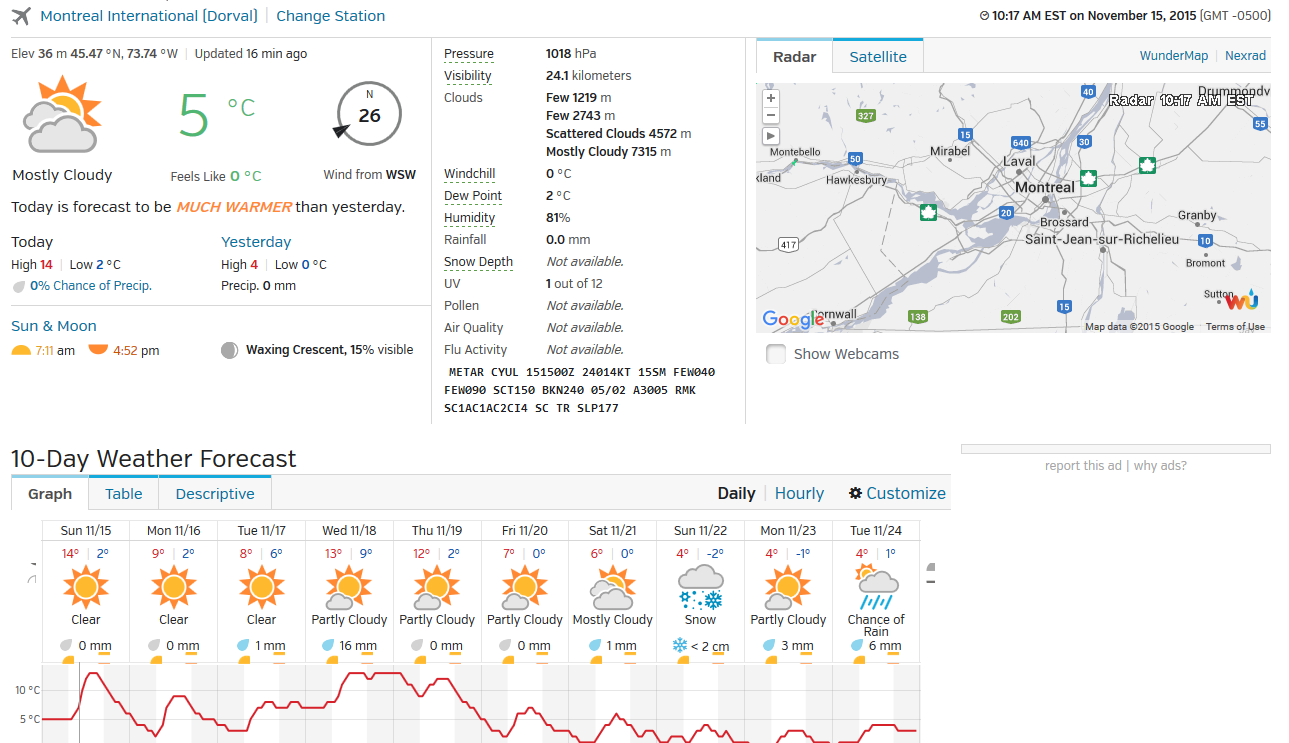 Montreal International (Dorval) | Change Station
10:17 AM EST on November 15, 2015 (GMT -0500)
Elev 36 m 45.47 °N, 73.74 °W | Updated 16 min ago
5 °C
N
26
Mostly Cloudy
Feels Like 0 °C
Wind from WSW
Today is forecast to be MUCH WARMER than yesterday.
Today
Yesterday
High 14 | Low 2 °C
High 4 | Low 0 °C
0% Chance of Precip.
Precip. 0 mm
Sun & Moon
7:11 am
4:52 pm
Waxing Crescent, 15% visible
Pressure 1018 hPa
Visibility 24.1 kilometers
Clouds Few 1219 m
Few 2743 m
Scattered Clouds 4572 m
Mostly Cloudy 7315 m
Windchill 0 °C
Dew Point 2 °C
Humidity 81%
Rainfall 0.0 mm
Snow Depth Not available.
UV 1 out of 12
Pollen Not available.
Air Quality Not available.
Flu Activity Not available.
METAR CYUL 151500Z 24014KT 15SM FEW040
FEW090 SCT150 BKN240 05/02 A3005 RMK
SC1AC1AC2CI4 SC TR SLP177
Radar
Satellite
WunderMap | Nexrad
+
−
40
Drummondv
Radar 10:17 AM EST
327
55
15
640
30
Montebello
50
Mirabel
Laval
kland
Hawkesbury
Montreal
20
Brossard
Granby
417
Saint-Jean-sur-Richelieu
10
Bromont
Sutton
15
Google
ornwall
138
202
Map data ©2015 Google
Terms of Use
Show Webcams
10-Day Weather Forecast
report this ad | why ads?
Graph
Table
Descriptive
Daily | Hourly
Customize
Sun 11/15 Mon 11/16 Tue 11/17 Wed 11/18 Thu 11/19 Fri 11/20 Sat 11/21 Sun 11/22 Mon 11/23 Tue 11/24
14° | 2° 9° | 2° 8° | 6° 13° | 9° 12° | 2° 7° | 0° 6° | 0° 4° | -2° 4° | -1° 4° | 1°
Clear Clear Clear Partly Cloudy Partly Cloudy Partly Cloudy Mostly Cloudy Snow Partly Cloudy Chance of
Rain
0 mm 0 mm 1 mm 16 mm 0 mm 0 mm 1 mm < 2 cm 3 mm 6 mm
10 °C
5 °C